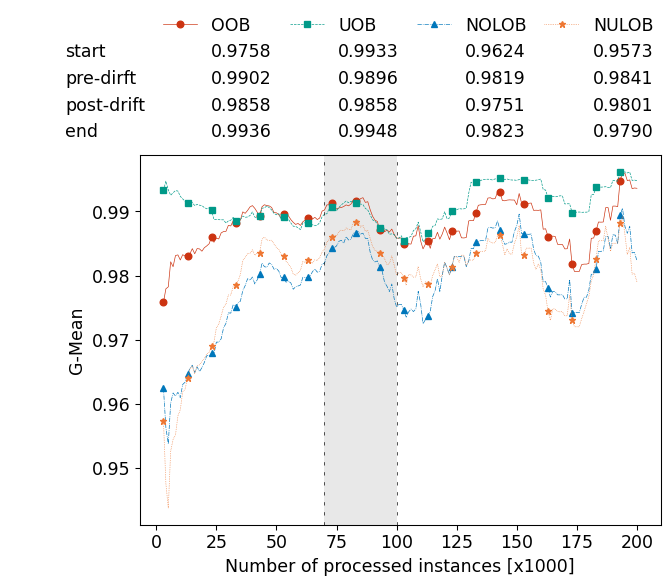 OOB UOB NOLOB NULOB
start 0.9758 0.9933 0.9624 0.9573
pre-dirft 0.9902 0.9896 0.9819 0.9841
post-drift 0.9858 0.9858 0.9751 0.9801
end 0.9936 0.9948 0.9823 0.9790
0.99
0.98
0.97
0.96
0.95
G-Mean
0 25 50 75 100 125 150 175 200
Number of processed instances [x1000]